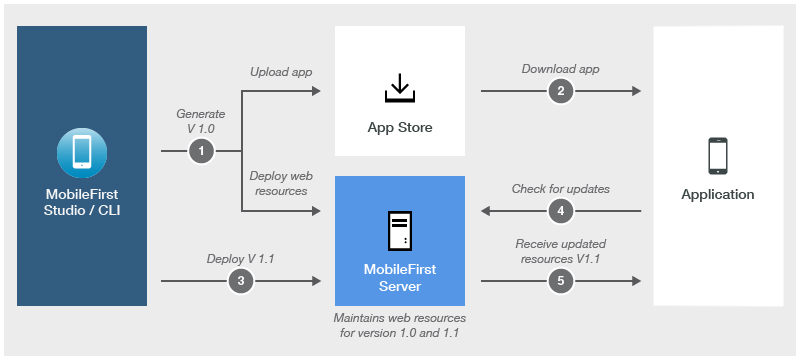 Upload app
Download app
2
Generate
V 1.0
1
App Store
MobileFirst
Studio / CLI
Deploy web
resources
Check for updates
4
Application
Deploy V 1.1
3
MobileFirst
Server
Receive updated
resources V1.1
5
Maintains web resources
for version 1.0 and 1.1